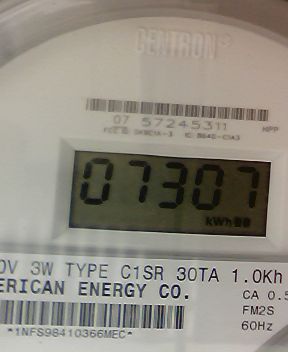 CENTRON®
07 57245311 HPP
07307
kWh
0V 3W TYPE C1SR 30TA 1.0Kh
ERICAN ENERGY CO. CA 0.5
FM2S
*1NFS98410366MEC* 60Hz